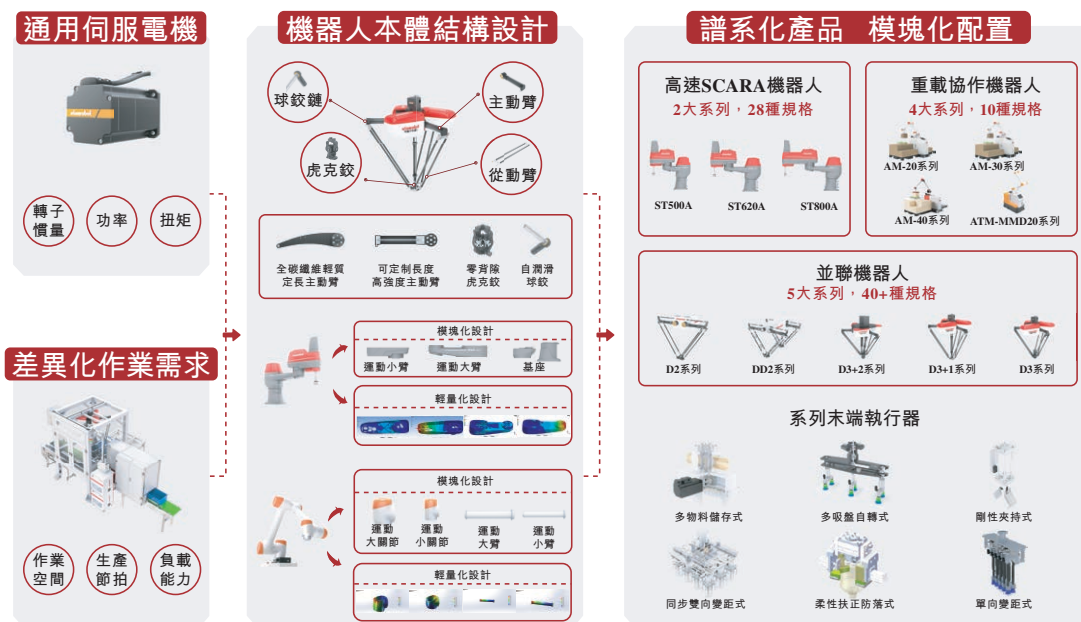 通用伺服電機
轉子
慣量
功率
扭矩
差異化作業需求
作業
空間
生產
節拍
負載
能力
機器人本體結構設計
球鉸鏈
主動臂
虎克鉸
從動臂
全碳纖維輕質
定長主動臂
可定制長度
高強度主動臂
零背隙
虎克鉸
自潤滑
球鉸
模塊化設計
運動小臂
運動大臂
基座
輕量化設計
模塊化設計
運動
大關節
運動
小關節
運動
大臂
運動
小臂
輕量化設計
譜系化產品 模塊化配置
高速SCARA機器人
2大系列，28種規格
ST500A
ST620A
ST800A
重載協作機器人
4大系列，10種規格
AM-20系列
AM-30系列
AM-40系列
ATM-MMD20系列
並聯機器人
5大系列，40+種規格
D2系列
DD2系列
D3+2系列
D3+1系列
D3系列
系列末端執行器
多物料儲存式
多吸盤自轉式
剛性夾持式
同步雙向變距式
柔性扶正防落式
單向變距式